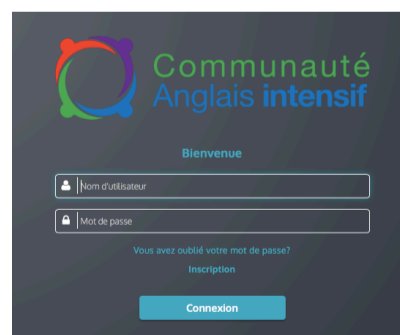 Communauté
Anglais intensif
Bienvenue
Nom d'utilisateur
Mot de passe
Vous avez oublié votre mot de passe?
Inscription
Connexion